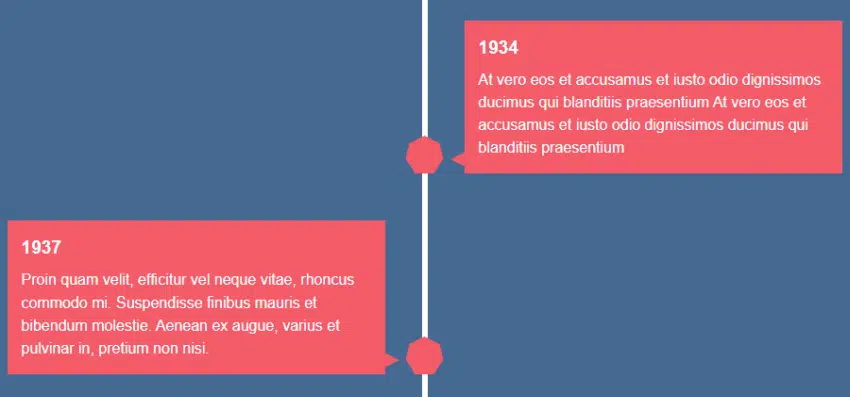 1934
At vero eos et accusamus et iusto odio dignissimos
ducimus qui blanditiis praesentium At vero eos et
accusamus et iusto odio dignissimos ducimus qui
blanditiis praesentium
1937
Proin quam velit, efficitur vel neque vitae, rhoncus
commodo mi. Suspendisse finibus mauris et
bibendum molestie. Aenean ex augue, varius et
pulvinar in, pretium non nisi.